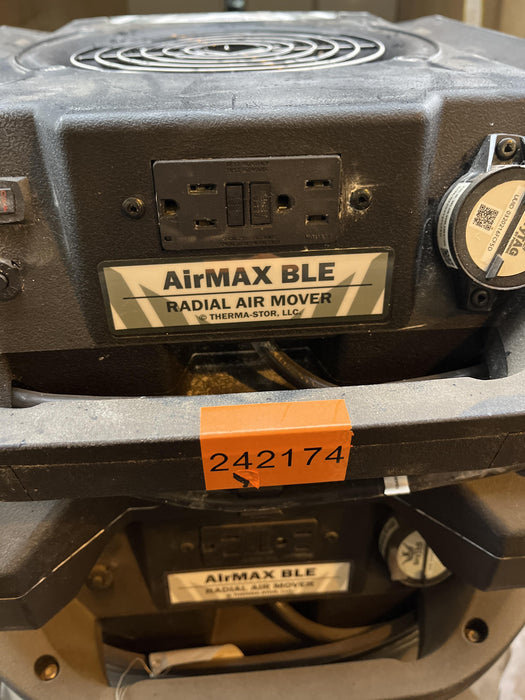 AirMAX BLE
RADIAL AIR MOVER
© THERMA-STOR, LLC.
242174
AirMAX BLE
RADIAL AIR MOVER